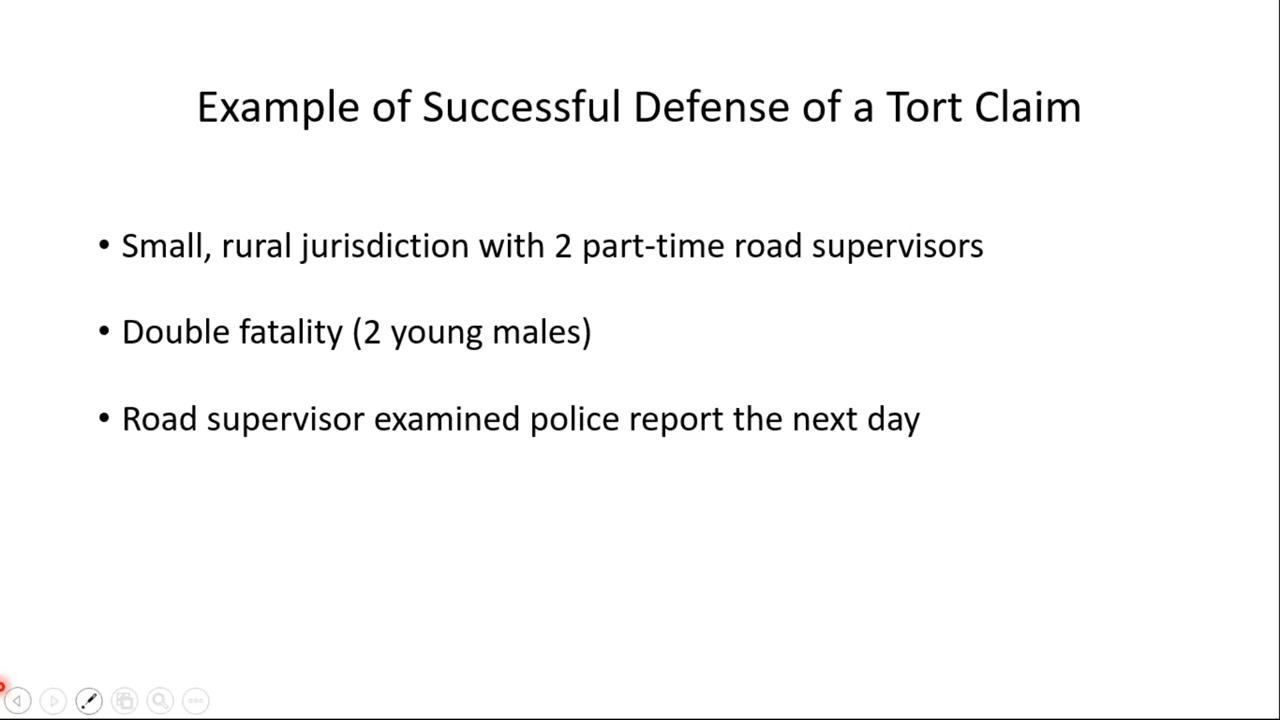 Example of Successful Defense of a Tort Claim
• Small, rural jurisdiction with 2 part-time road supervisors
• Double fatality (2 young males)
• Road supervisor examined police report the next day